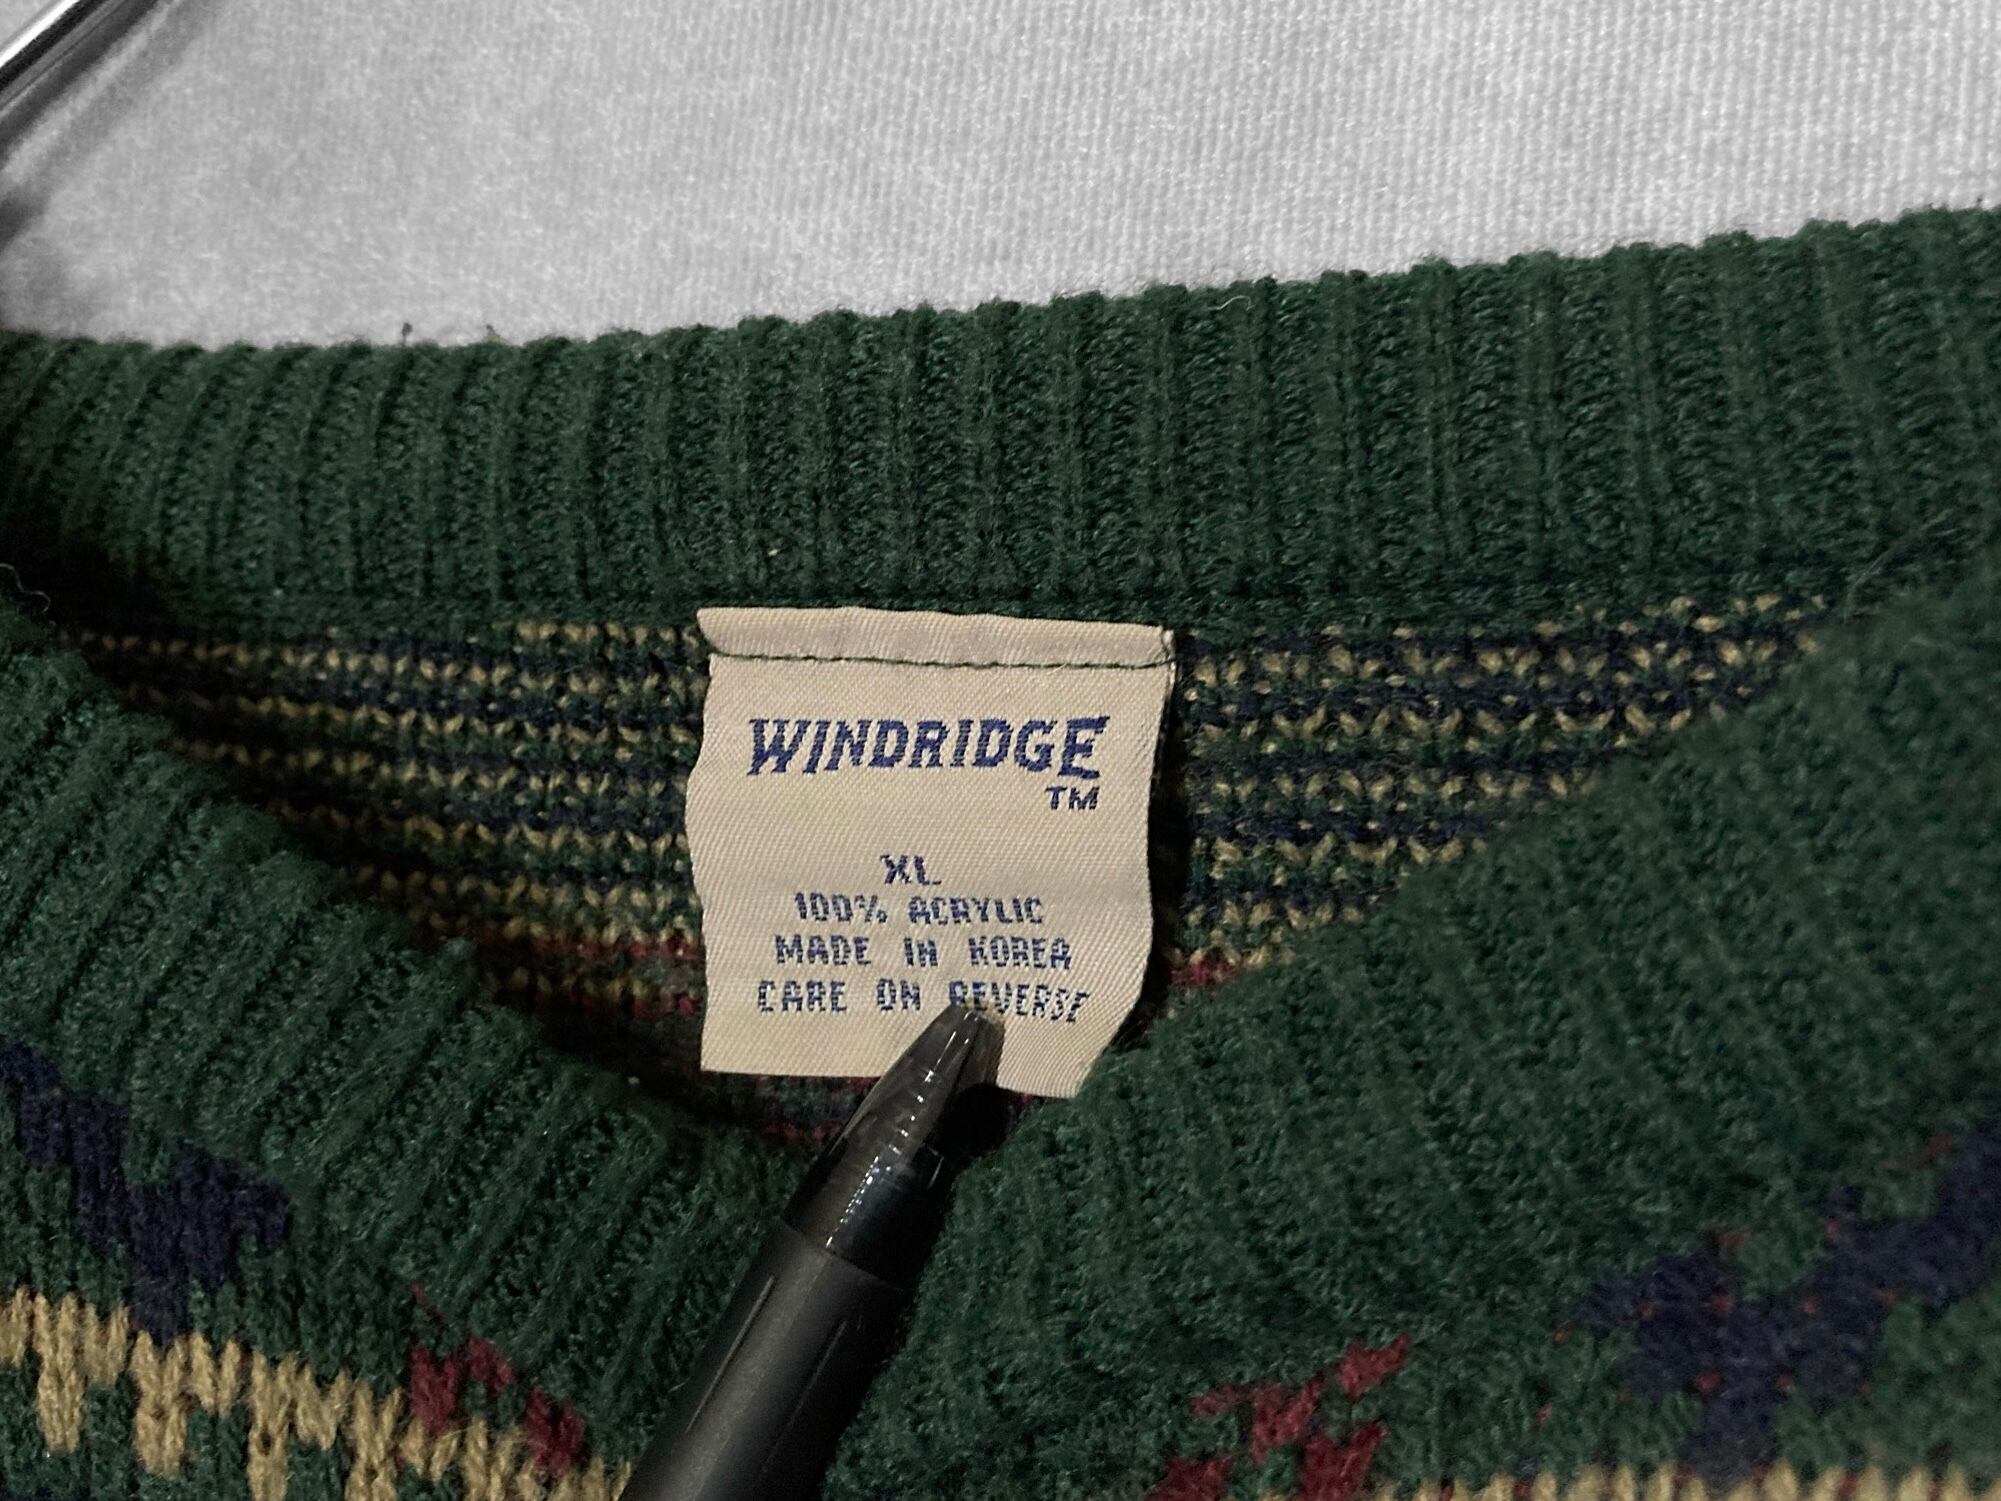 WINDRIDGE
TM
XL
100% ACRYLIC
MADE IN KOREA
CARE ON REVERSE